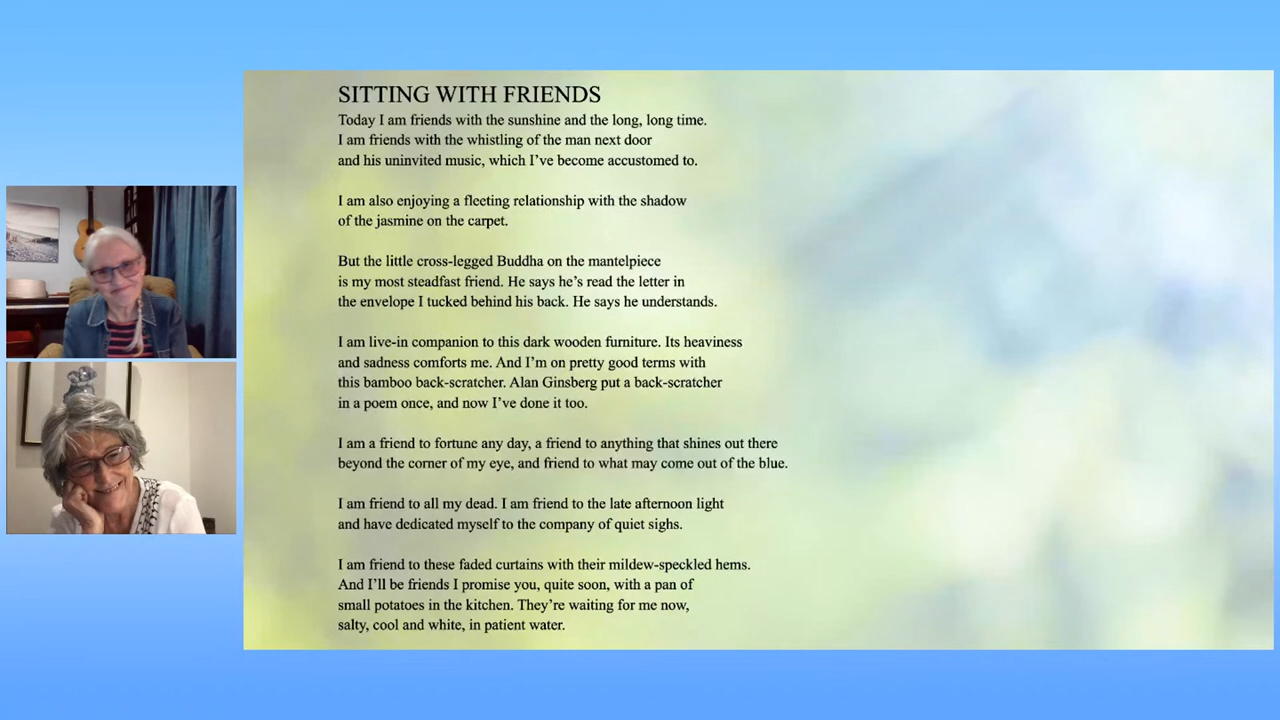 SITTING WITH FRIENDS
Today I am friends with the sunshine and the long, long time.
I am friends with the whistling of the man next door
and his uninvited music, which I've become accustomed to.
I am also enjoying a fleeting relationship with the shadow
of the jasmine on the carpet.
But the little cross-legged Buddha on the mantelpiece
is my most steadfast friend. He says he's read the letter in
the envelope I tucked behind his back. He says he understands.
I am live-in companion to this dark wooden furniture. Its heaviness
and sadness comforts me. And I'm on pretty good terms with
this bamboo back-scratcher. Alan Ginsberg put a back-scratcher
in a poem once, and now I've done it too.
I am a friend to fortune any day, a friend to anything that shines out there
beyond the corner of my eye, and friend to what may come out of the blue.
I am friend to all my dead. I am friend to the late afternoon light
and have dedicated myself to the company of quiet sighs.
I am friend to these faded curtains with their mildew-speckled hems.
And I'll be friends I promise you, quite soon, with a pan of
small potatoes in the kitchen. They're waiting for me now,
salty, cool and white, in patient water.